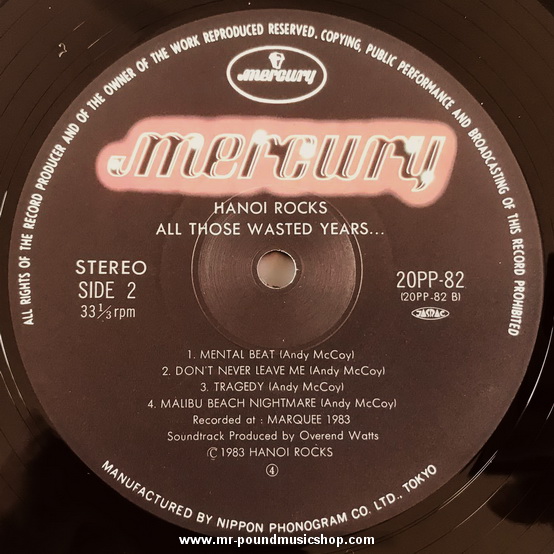 ALL RIGHTS OF THE RECORD PRODUCER AND OF THE OWNER OF THE WORK REPRODUCED RESERVED. COPYING, PUBLIC PERFORMANCE AND BROADCASTING OF THIS RECORD PROHIBITED
mercury
mercury
HANOI ROCKS
ALL THOSE WASTED YEARS...
STEREO
SIDE 2
33 1/3 rpm
20PP-82
(20PP-82 B)
JASRAC
1. MENTAL BEAT (Andy McCoy)
2. DON'T NEVER LEAVE ME (Andy McCoy)
3. TRAGEDY (Andy McCoy)
4. MALIBU BEACH NIGHTMARE (Andy McCoy)
Recorded at : MARQUEE 1983
Soundtrack Produced by Overend Watts
Ⓒ 1983 HANOI ROCKS
④
MANUFACTURED BY NIPPON PHONOGRAM CO. LTD., TOKYO
www.mr-poundmusicshop.com